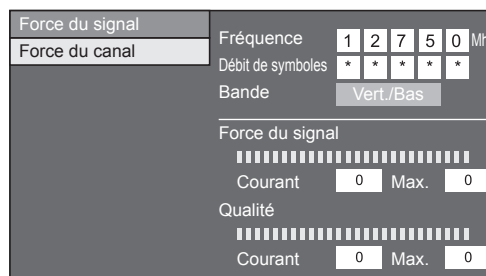 Force du signal
Force du canal
Fréquence 1 2 7 5 0 Mh
Débit de symboles * * * * *
Bande Vert./Bas
Force du signal
Courant 0 Max. 0
Qualité
Courant 0 Max. 0